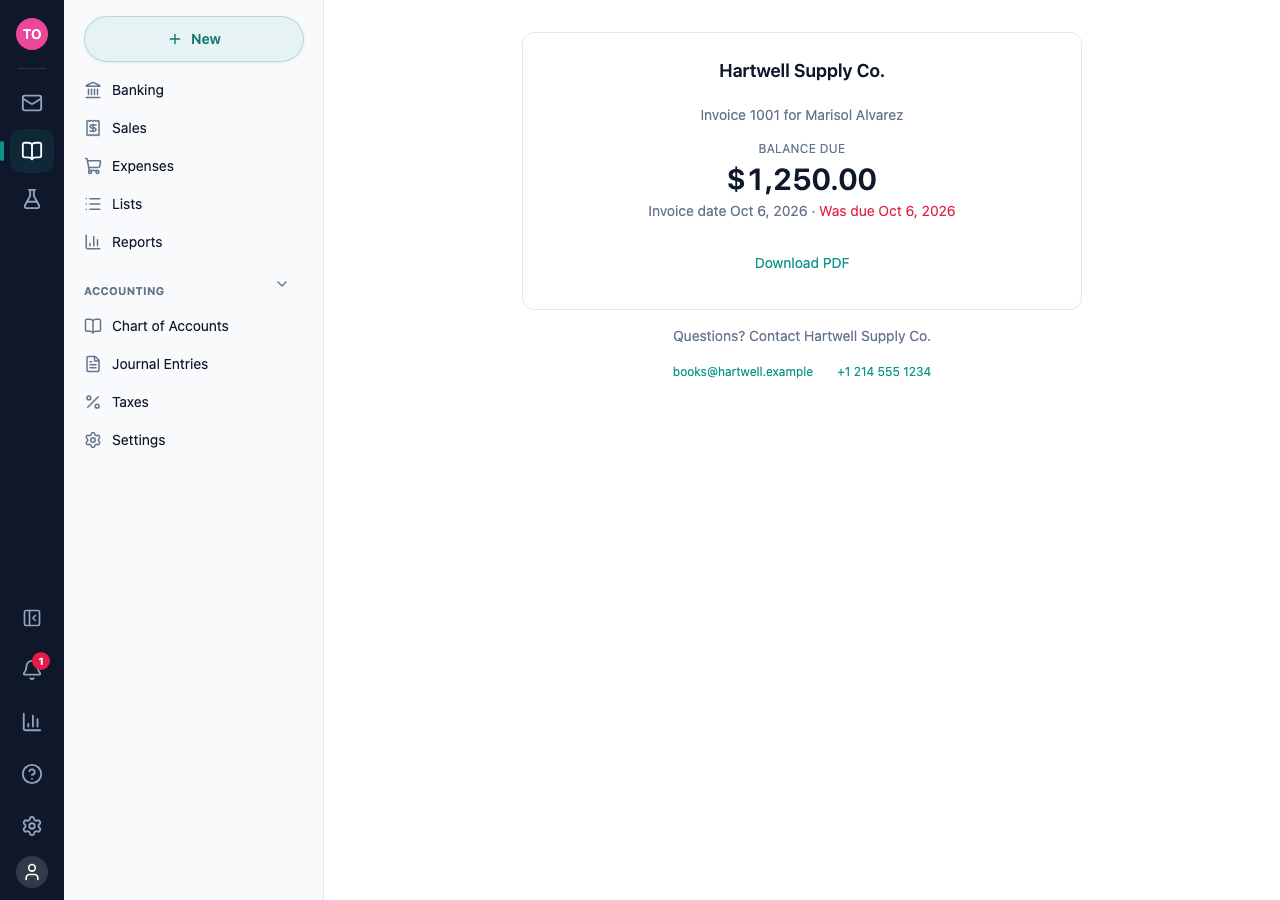 TO
New
Banking
Sales
Expenses
Lists
Reports
ACCOUNTING
Chart of Accounts
Journal Entries
Taxes
Settings
1
Hartwell Supply Co.
Invoice 1001 for Marisol Alvarez
BALANCE DUE
$1,250.00
Invoice date Oct 6, 2026 · Was due Oct 6, 2026
Download PDF
Questions? Contact Hartwell Supply Co.
books@hartwell.example +1 214 555 1234